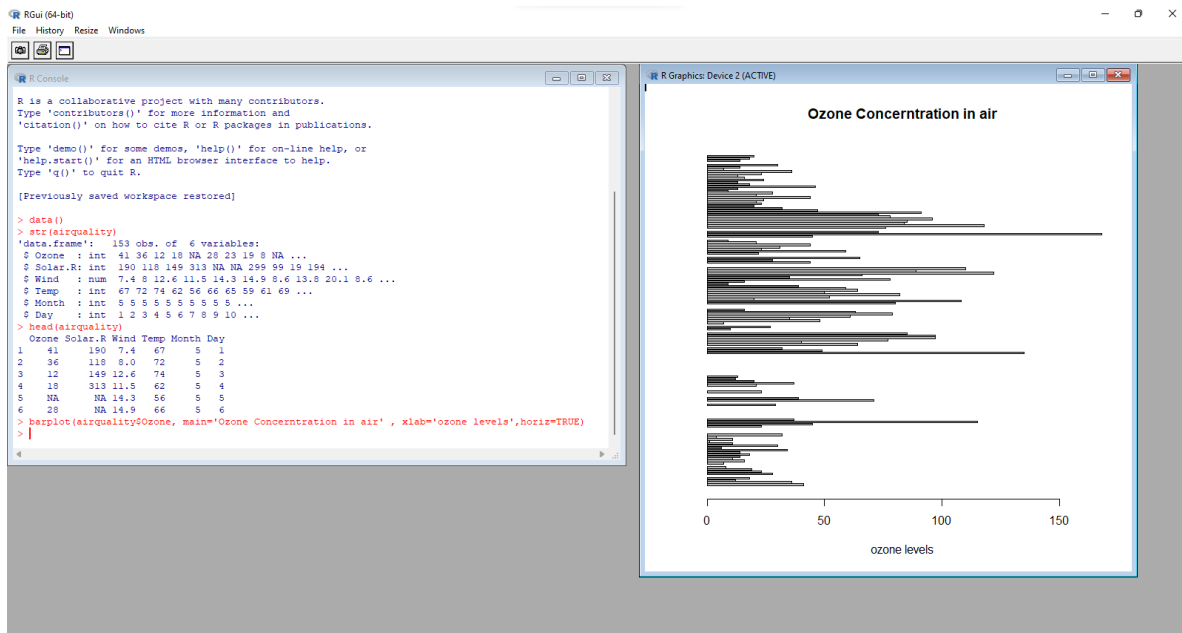 RGui (64-bit)
File History Resize Windows
R Console
R is a collaborative project with many contributors.
Type 'contributors()' for more information and
'citation()' on how to cite R or R packages in publications.
Type 'demo()' for some demos, 'help()' for on-line help, or
'help.start()' for an HTML browser interface to help.
Type 'q()' to quit R.
[Previously saved workspace restored]
> data()
> str(airquality)
'data.frame':   153 obs. of  6 variables:
 $ Ozone  : int  41 36 12 18 NA 28 23 19 8 NA ...
 $ Solar.R: int  190 118 149 313 NA NA 299 99 19 194 ...
 $ Wind   : num  7.4 8 12.6 11.5 14.3 14.9 8.6 13.8 20.1 8.6 ...
 $ Temp   : int  67 72 74 62 56 66 65 59 61 69 ...
 $ Month  : int  5 5 5 5 5 5 5 5 5 5 ...
 $ Day    : int  1 2 3 4 5 6 7 8 9 10 ...
> head(airquality)
  Ozone Solar.R Wind Temp Month Day
1    41     190  7.4   67     5   1
2    36     118  8.0   72     5   2
3    12     149 12.6   74     5   3
4    18     313 11.5   62     5   4
5    NA      NA 14.3   56     5   5
6    28      NA 14.9   66     5   6
> barplot(airquality$Ozone, main='Ozone Concerntration in air' , xlab='ozone levels',horiz=TRUE)
>
R Graphics: Device 2 (ACTIVE)
Ozone Concerntration in air
0 50 100 150
ozone levels